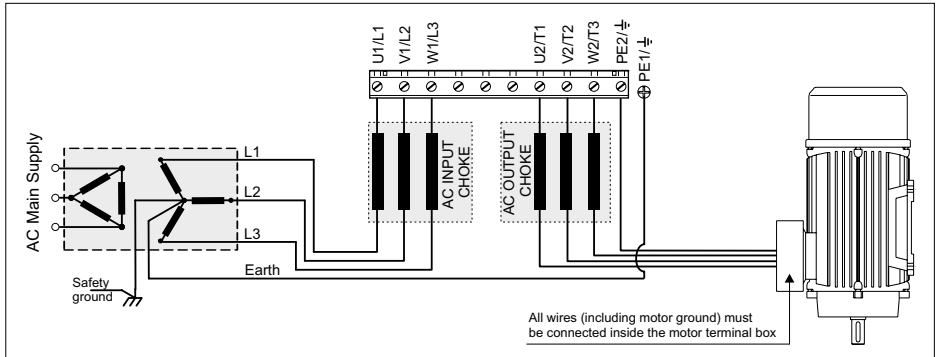 U1/L1
V1/L2
W1/L3
U2/T1
V2/T2
W2/T3
PE2/⏚
PE1/⏚
AC INPUT
CHOKE
AC OUTPUT
CHOKE
AC Main Supply
L1
L2
L3
Earth
Safety
ground
All wires (including motor ground) must
be connected inside the motor terminal box